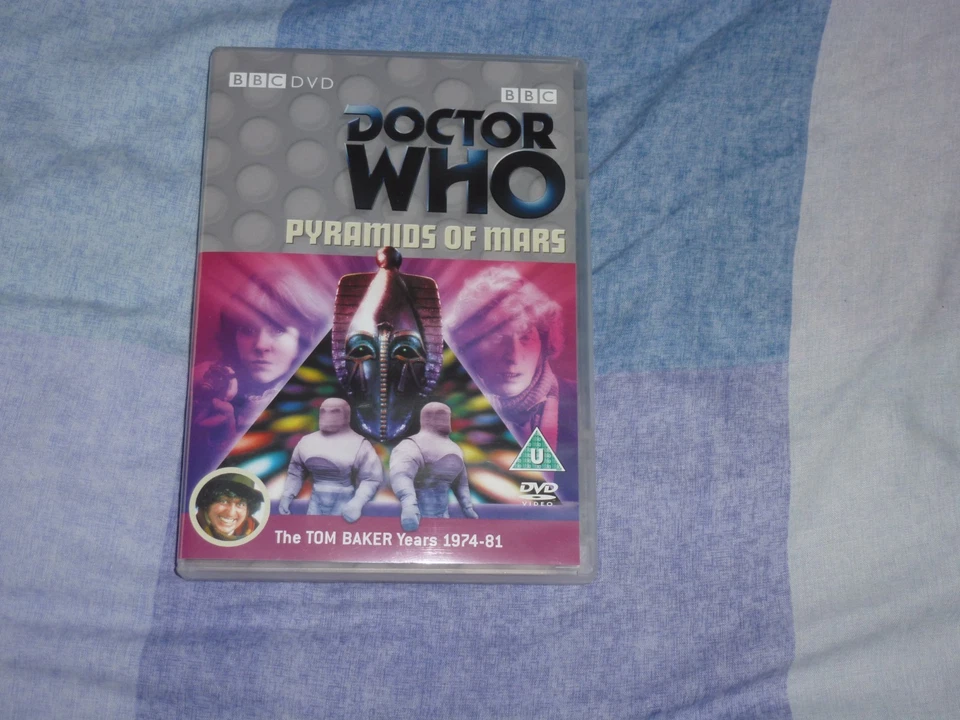 BBC DVD
BBC
DOCTOR
WHO
PYRAMIDS OF MARS
U
DVD
VIDEO
The TOM BAKER Years 1974-81